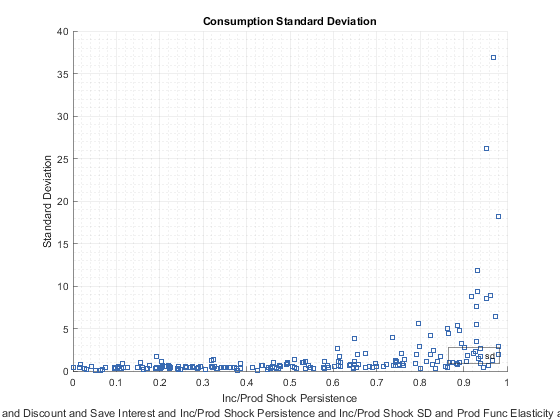 Consumption Standard Deviation
40
35
30
25
20
15
10
5
0
Standard Deviation
sd
0 0.1 0.2 0.3 0.4 0.5 0.6 0.7 0.8 0.9 1
Inc/Prod Shock Persistence
and Discount and Save Interest and Inc/Prod Shock Persistence and Inc/Prod Shock SD and Prod Func Elasticity a